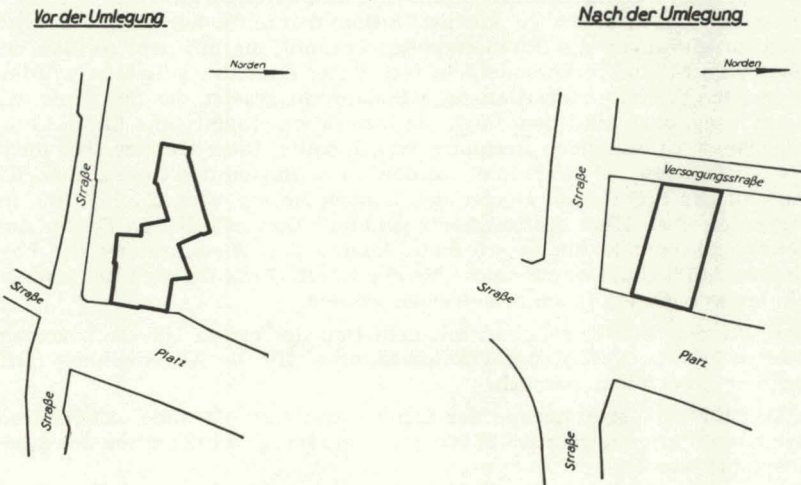 Vor der Umlegung
Norden
Straße
Straße
Platz
Straße
Nach der Umlegung
Norden
Straße
Versorgungsstraße
Straße
Platz
Straße